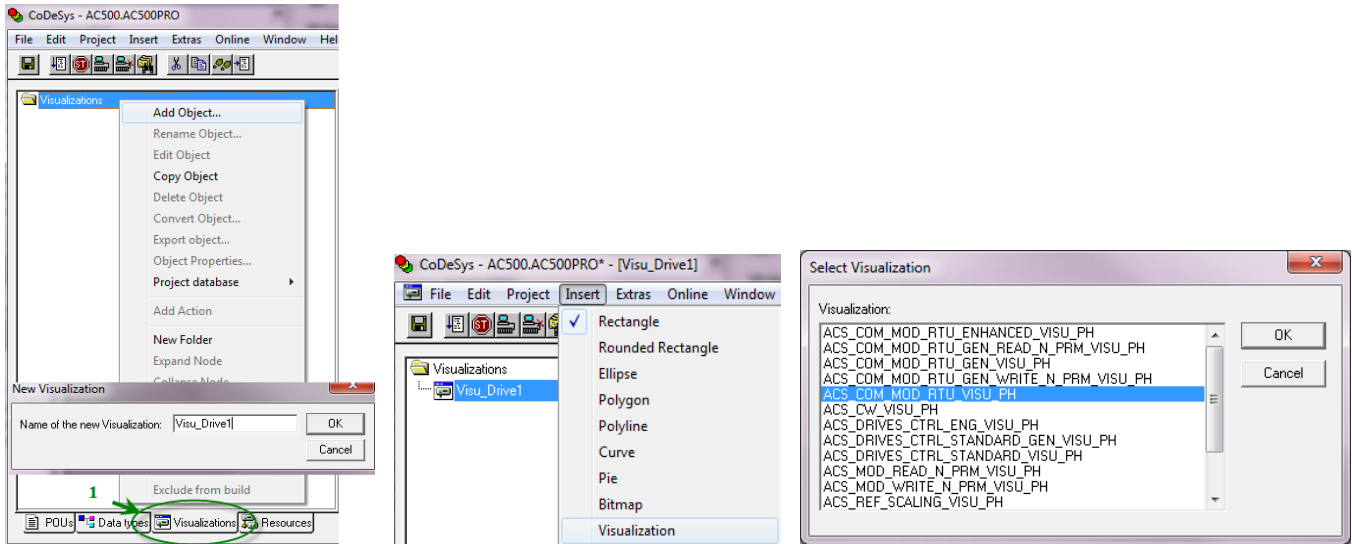 CoDeSys - AC500.AC500PRO
File Edit Project Insert Extras Online Window Hel
Visualizations
Add Object...
Rename Object...
Edit Object
Copy Object
Delete Object
Convert Object...
Export object...
Object Properties...
Project database
Add Action
New Folder
Expand Node
Collapse Node
New Visualization
Name of the new Visualization: Visu_Drive1
OK
Cancel
Exclude from build
1
POUs Data types Visualizations Resources
CoDeSys - AC500.AC500PRO* - [Visu_Drive1]
File Edit Project Insert Extras Online Window
Visualizations
Visu_Drive1
Rectangle
Rounded Rectangle
Ellipse
Polygon
Polyline
Curve
Pie
Bitmap
Visualization
Select Visualization
Visualization:
ACS_COM_MOD_RTU_ENHANCED_VISU_PH
ACS_COM_MOD_RTU_GEN_READ_N_PRM_VISU_PH
ACS_COM_MOD_RTU_GEN_VISU_PH
ACS_COM_MOD_RTU_GEN_WRITE_N_PRM_VISU_PH
ACS_COM_MOD_RTU_VISU_PH
ACS_CW_VISU_PH
ACS_DRIVES_CTRL_ENG_VISU_PH
ACS_DRIVES_CTRL_STANDARD_GEN_VISU_PH
ACS_DRIVES_CTRL_STANDARD_VISU_PH
ACS_MOD_READ_N_PRM_VISU_PH
ACS_MOD_WRITE_N_PRM_VISU_PH
ACS_REF_SCALING_VISU_PH
OK
Cancel